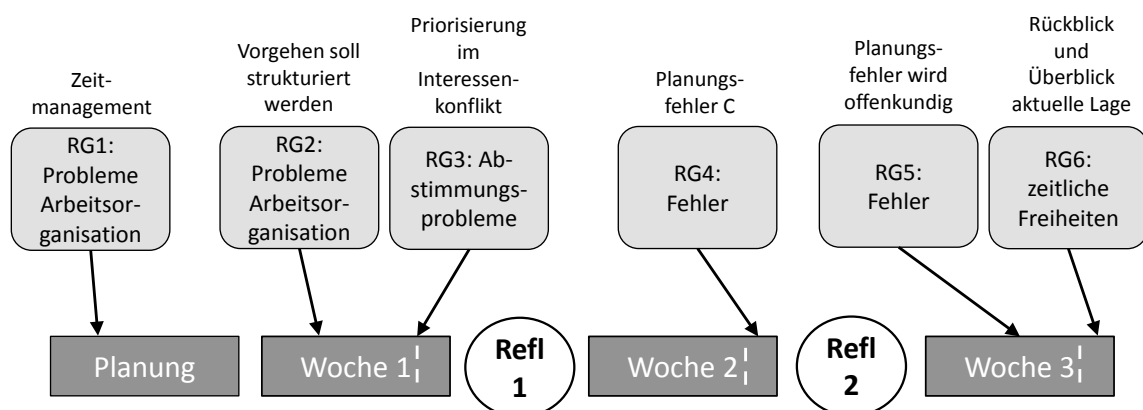 Zeit-
management
Vorgehen soll
strukturiert
werden
Priorisierung
im
Interessen-
konflikt
Planungs-
fehler C
Planungs-
fehler wird
offenkundig
Rückblick
und
Überblick
aktuelle Lage
RG1:
Probleme
Arbeitsor-
ganisation
RG2:
Probleme
Arbeitsor-
ganisation
RG3: Ab-
stimmungs-
probleme
RG4:
Fehler
RG5:
Fehler
RG6:
zeitliche
Freiheiten
Planung
Woche 1
Refl
1
Woche 2
Refl
2
Woche 3